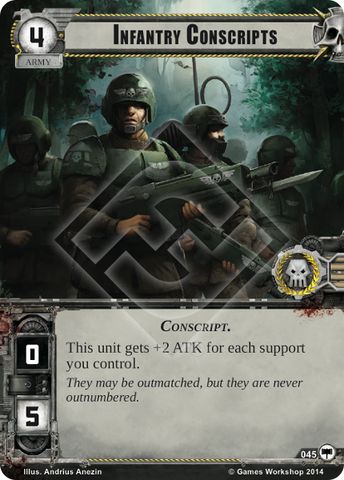 4
INFANTRY CONSCRIPTS
ARMY
CONSCRIPT.
0
This unit gets +2 ATK for each support
you control.
They may be outmatched, but they are never
outnumbered.
5
045
Illus. Andrius Anezin
© Games Workshop 2014